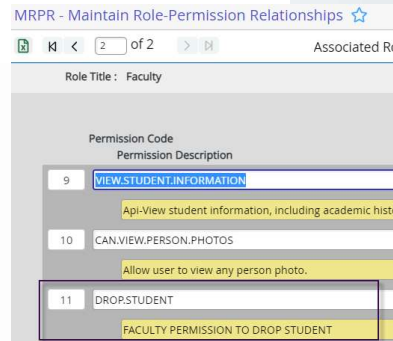 MRPR - Maintain Role-Permission Relationships
2 of 2 Associated
Role Title : Faculty
Permission Code
Permission Description
9 VIEW.STUDENT.INFORMATION
Api-View student information, including academic
10 CAN.VIEW.PERSON.PHOTOS
Allow user to view any person photo.
11 DROP.STUDENT
FACULTY PERMISSION TO DROP STUDENT